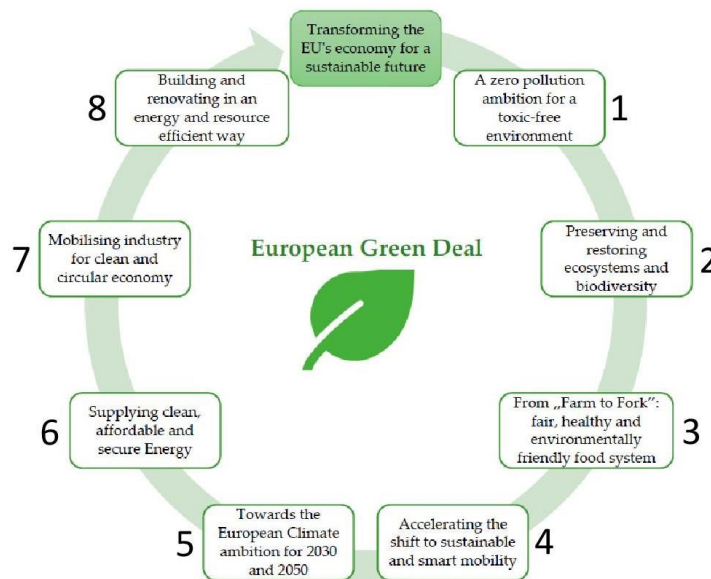 Transforming the
EU's economy for a
sustainable future
A zero pollution
ambition for a
toxic-free
environment
1
Preserving and
restoring
ecosystems and
biodiversity
2
From „Farm to Fork":
fair, healthy and
environmentally
friendly food system
3
Accelerating the
shift to sustainable
and smart mobility
4
Towards the
European Climate
ambition for 2030
and 2050
5
Supplying clean,
affordable and
secure Energy
6
Mobilising industry
for clean and
circular economy
7
Building and
renovating in an
energy and resource
efficient way
8
European Green Deal